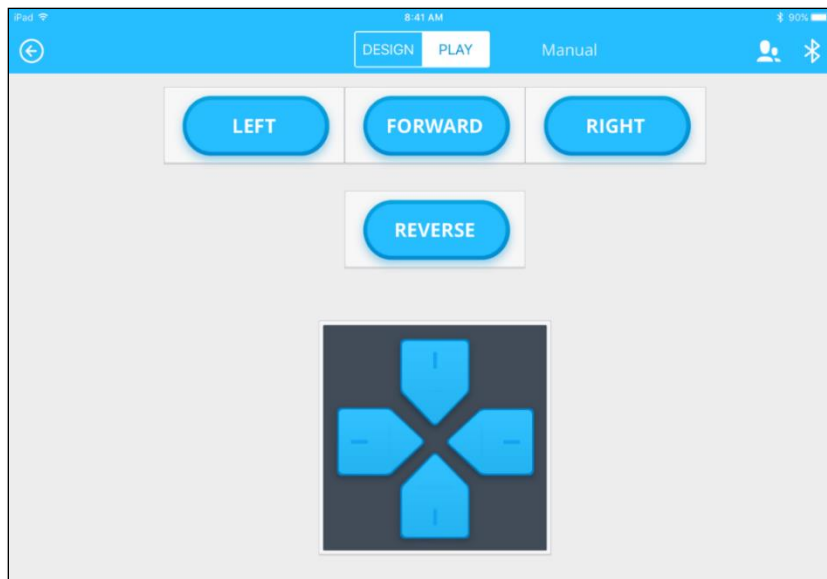 iPad 8:41 AM 90%
DESIGN PLAY Manual
LEFT FORWARD RIGHT
REVERSE